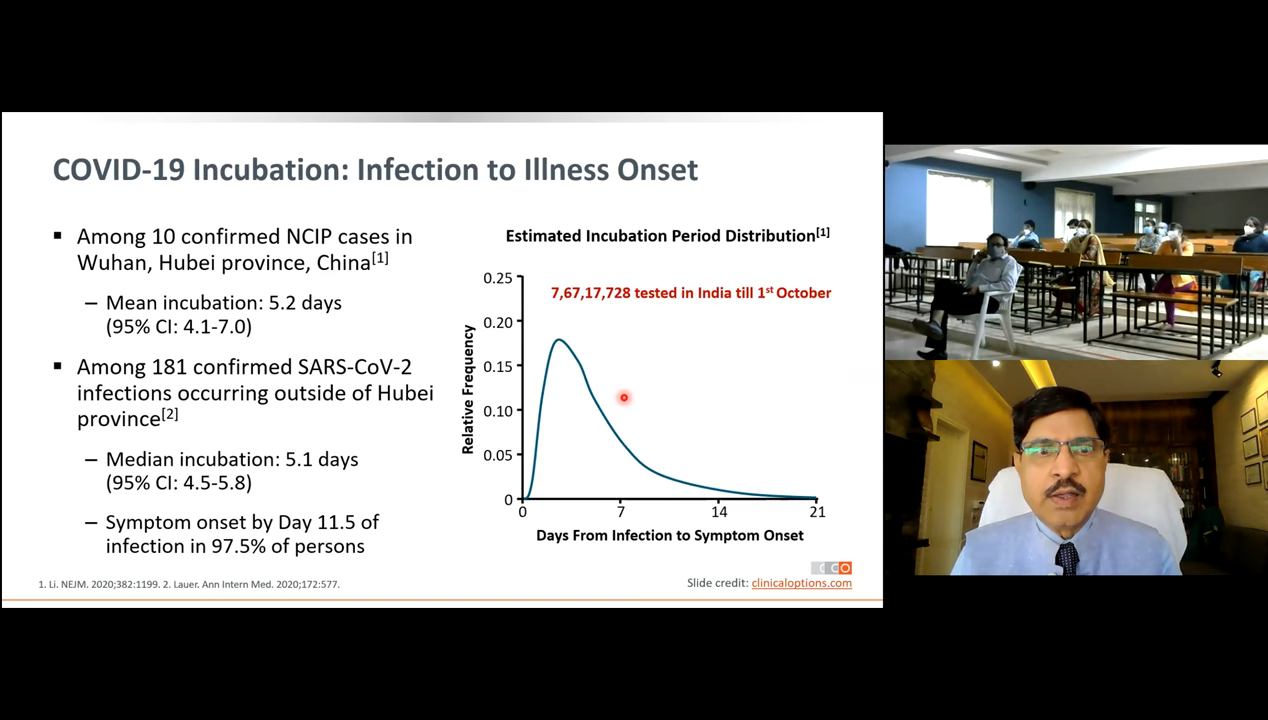 COVID-19 Incubation: Infection to Illness Onset
▪ Among 10 confirmed NCIP cases in
Wuhan, Hubei province, China[1]
– Mean incubation: 5.2 days
(95% CI: 4.1-7.0)
▪ Among 181 confirmed SARS-CoV-2
infections occurring outside of Hubei
province[2]
– Median incubation: 5.1 days
(95% CI: 4.5-5.8)
– Symptom onset by Day 11.5 of
infection in 97.5% of persons
Estimated Incubation Period Distribution[1]
7,67,17,728 tested in India till 1st October
Relative Frequency
0.25
0.20
0.15
0.10
0.05
0
0 7 14 21
Days From Infection to Symptom Onset
1. Li. NEJM. 2020;382:1199. 2. Lauer. Ann Intern Med. 2020;172:577.
CCO
Slide credit: clinicaloptions.com